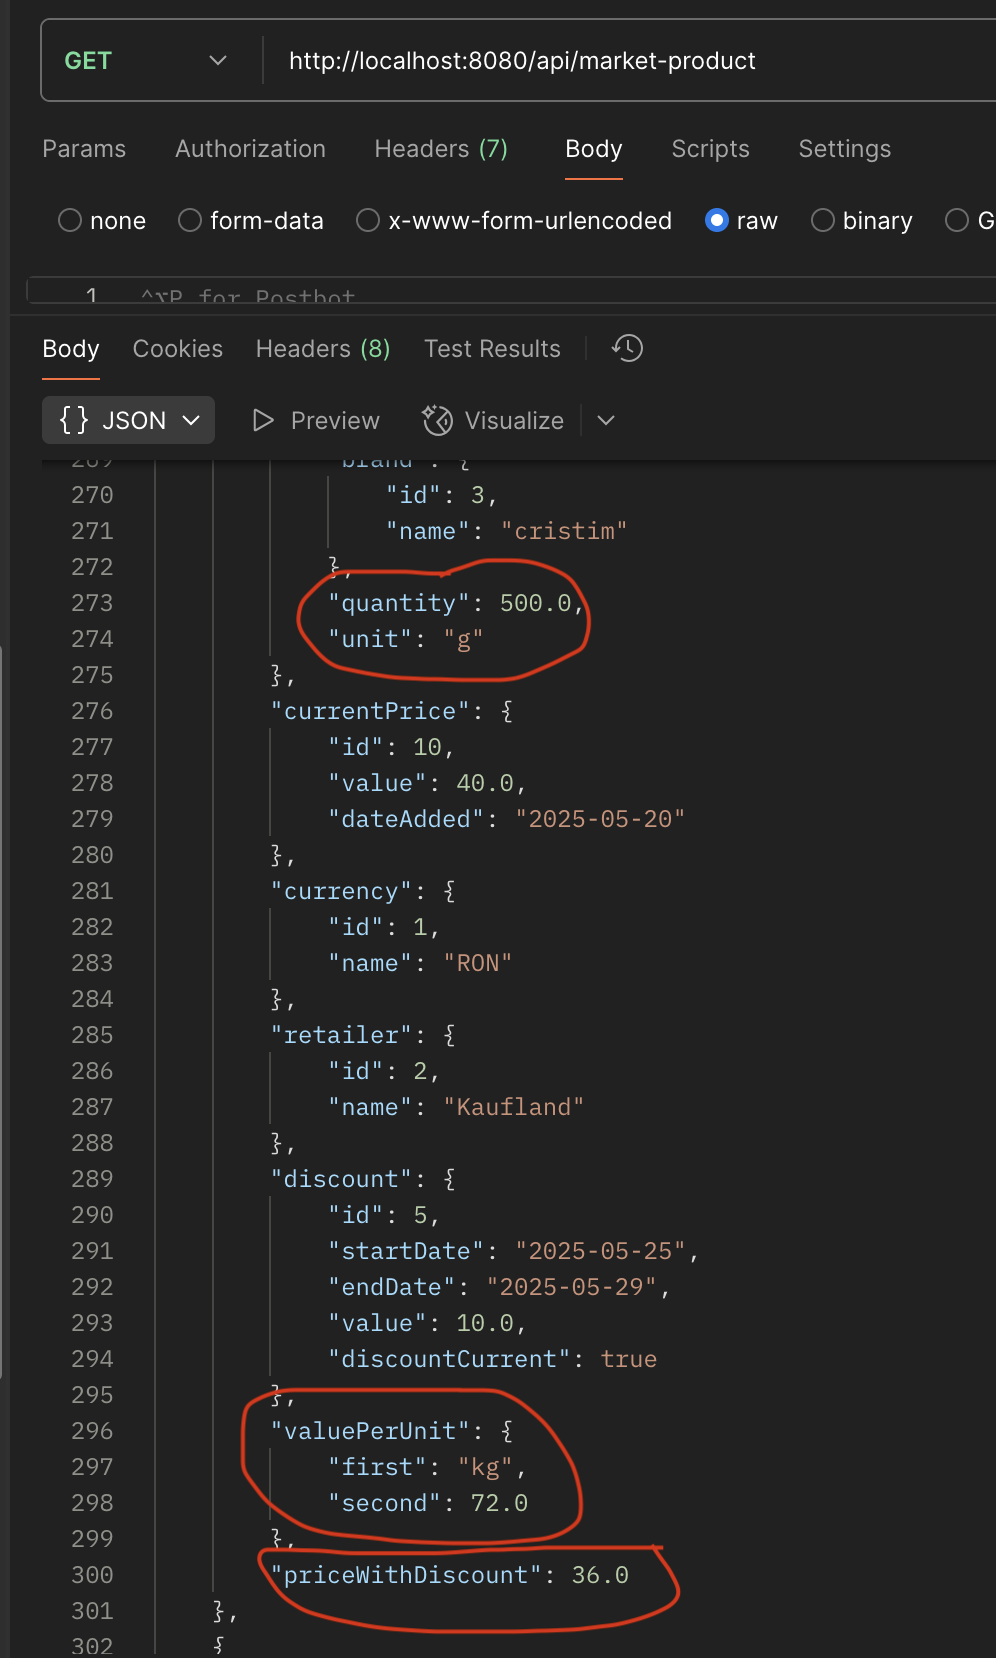 GET http://localhost:8080/api/market-product
Params Authorization Headers (7) Body Scripts Settings
none form-data x-www-form-urlencoded raw binary G
1 ^⌥P for Postbot
Body Cookies Headers (8) Test Results
{} JSON Preview Visualize
269 "brand": {
270 "id": 3,
271 "name": "cristim"
272 },
273 "quantity": 500.0,
274 "unit": "g"
275 },
276 "currentPrice": {
277 "id": 10,
278 "value": 40.0,
279 "dateAdded": "2025-05-20"
280 },
281 "currency": {
282 "id": 1,
283 "name": "RON"
284 },
285 "retailer": {
286 "id": 2,
287 "name": "Kaufland"
288 },
289 "discount": {
290 "id": 5,
291 "startDate": "2025-05-25",
292 "endDate": "2025-05-29",
293 "value": 10.0,
294 "discountCurrent": true
295 },
296 "valuePerUnit": {
297 "first": "kg",
298 "second": 72.0
299 },
300 "priceWithDiscount": 36.0
301 },
302 {